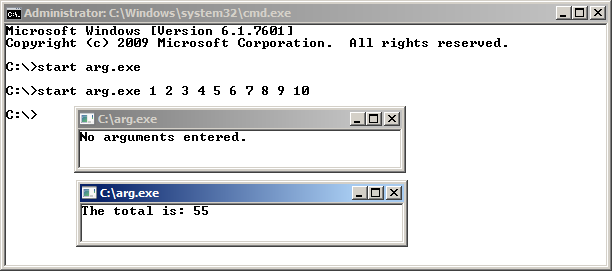 Administrator: C:\Windows\system32\cmd.exe
Microsoft Windows [Version 6.1.7601]
Copyright (c) 2009 Microsoft Corporation.  All rights reserved.
C:\>start arg.exe
C:\>start arg.exe 1 2 3 4 5 6 7 8 9 10
C:\>
C:\arg.exe
No arguments entered.
C:\arg.exe
The total is: 55